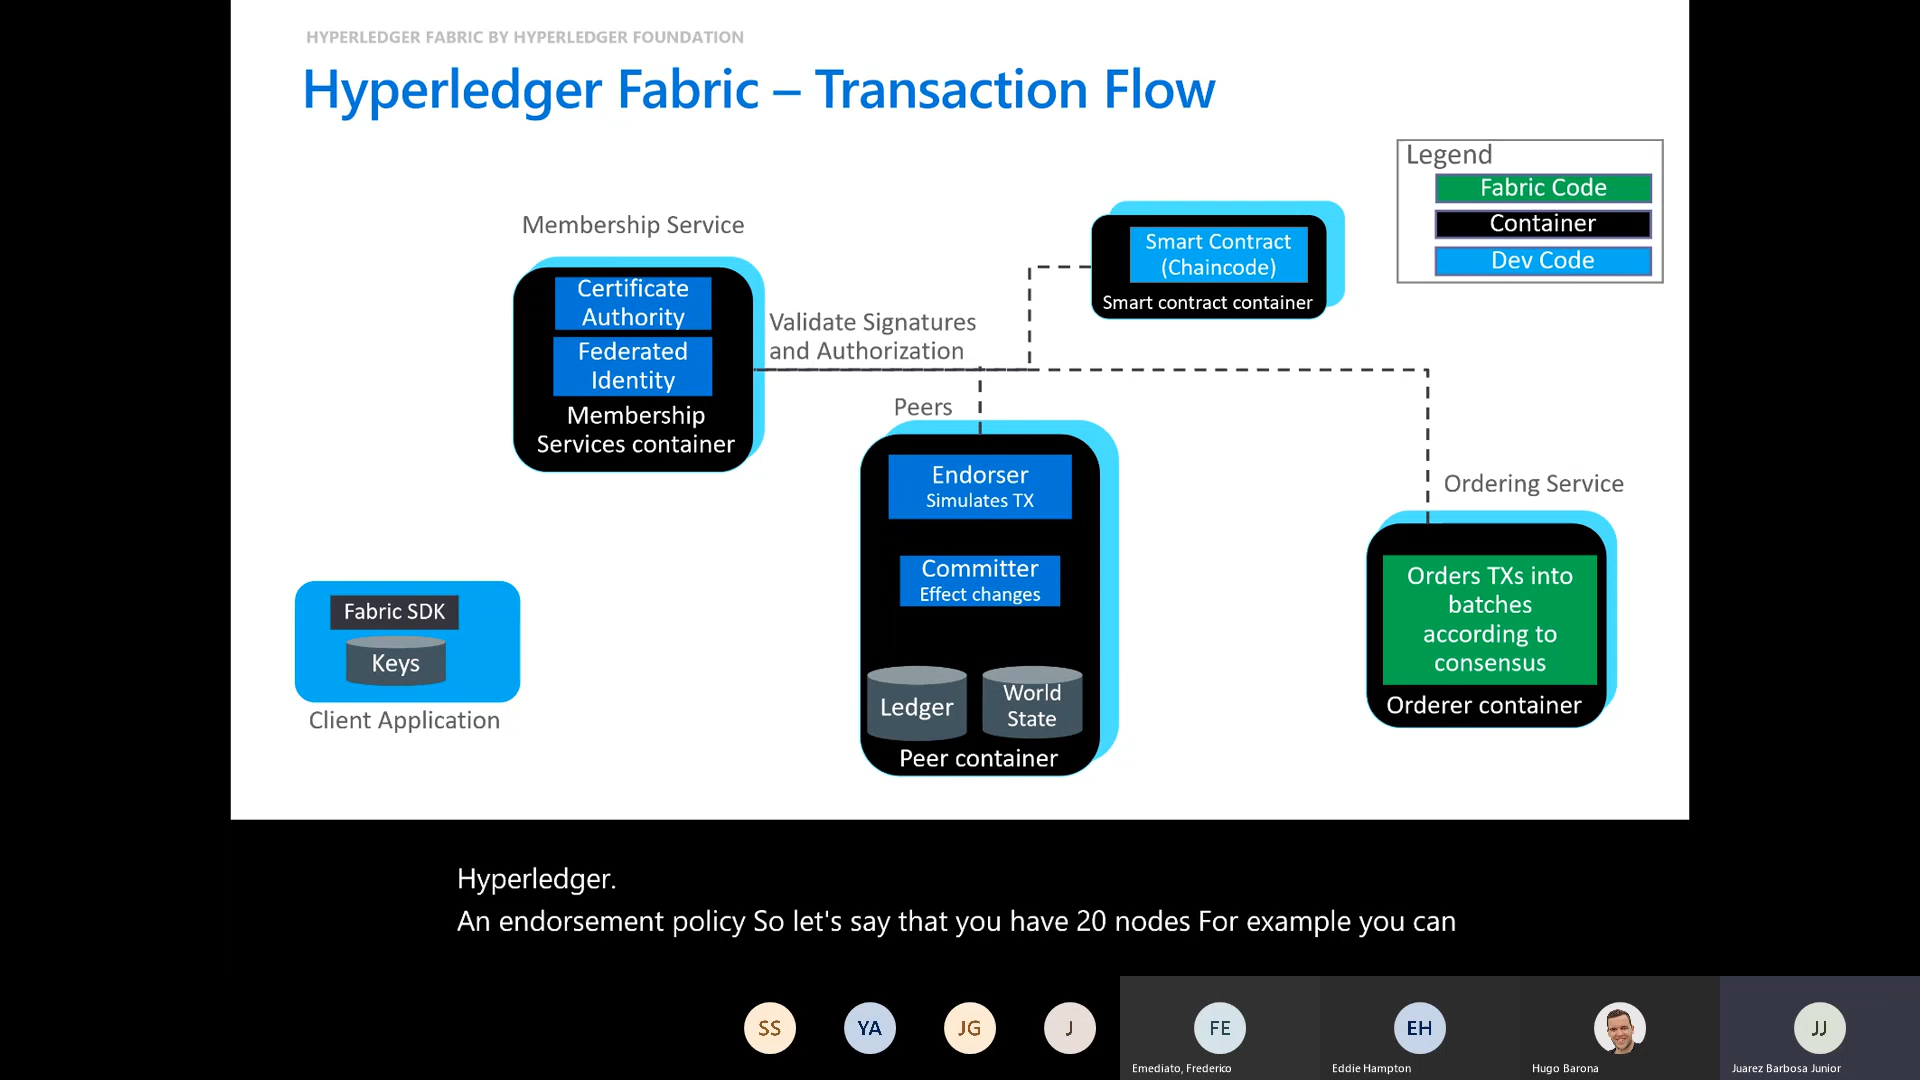 HYPERLEDGER FABRIC BY HYPERLEDGER FOUNDATION
Hyperledger Fabric – Transaction Flow
Legend
Fabric Code
Container
Dev Code
Membership Service
Certificate
Authority
Federated
Identity
Membership
Services container
Validate Signatures
and Authorization
Smart Contract
(Chaincode)
Smart contract container
Peers
Endorser
Simulates TX
Committer
Effect changes
Ledger
World
State
Peer container
Ordering Service
Orders TXs into
batches
according to
consensus
Orderer container
Fabric SDK
Keys
Client Application
Hyperledger.
An endorsement policy So let's say that you have 20 nodes For example you can
SS
YA
JG
J
FE
Emediato, Frederico
EH
Eddie Hampton
Hugo Barona
JJ
Juarez Barbosa Junior